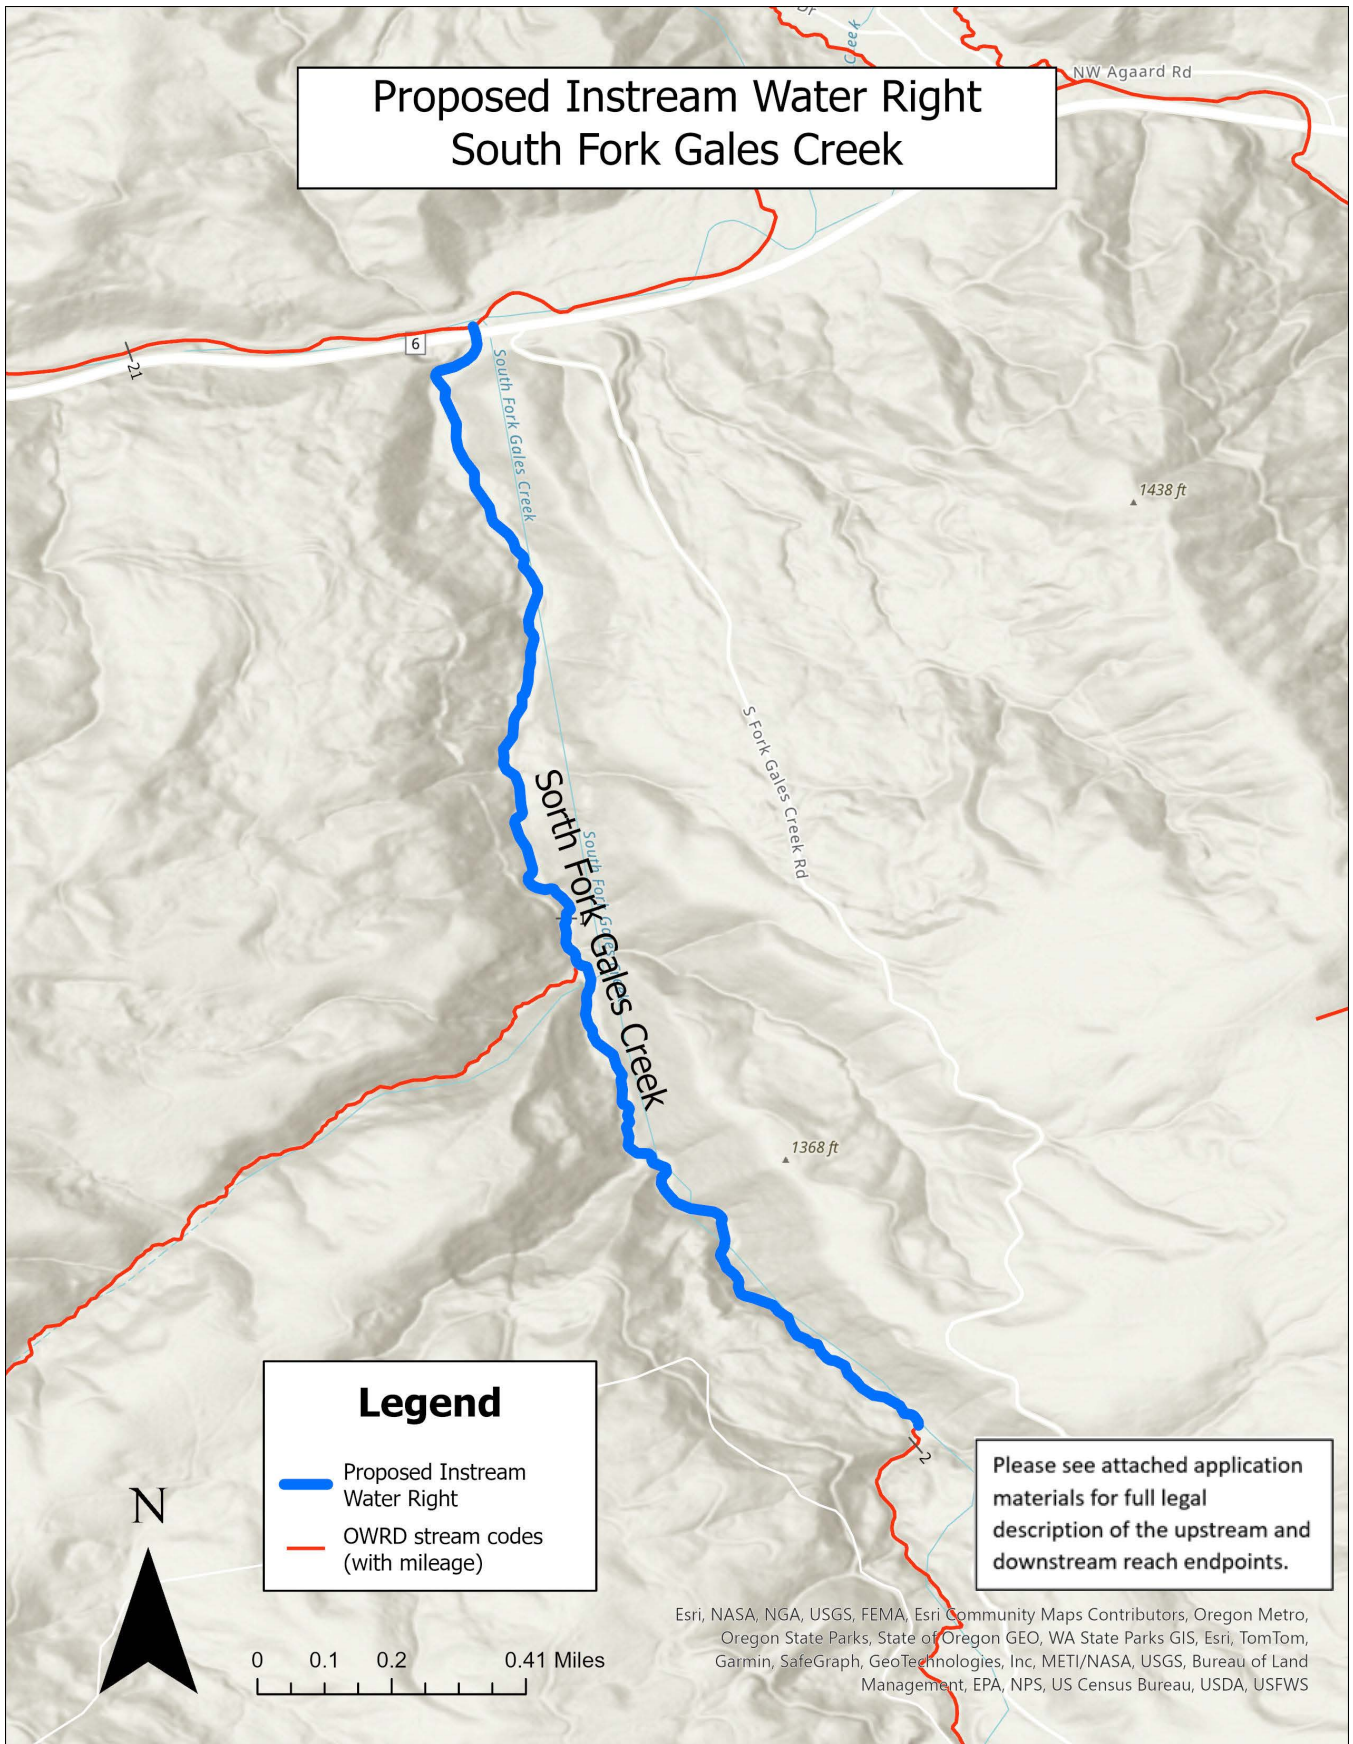 Dr
Creek
NW Agaard Rd
Proposed Instream Water Right
South Fork Gales Creek
6
21
South Fork Gales Creek
1438 ft
S Fork Gales Creek Rd
Sorth Fork Gales Creek
South Fork Gales
1368 ft
2
Legend
Proposed Instream
Water Right
OWRD stream codes
(with mileage)
Please see attached application
materials for full legal
description of the upstream and
downstream reach endpoints.
N
0 0.1 0.2 0.41 Miles
Esri, NASA, NGA, USGS, FEMA, Esri Community Maps Contributors, Oregon Metro,
Oregon State Parks, State of Oregon GEO, WA State Parks GIS, Esri, TomTom,
Garmin, SafeGraph, GeoTechnologies, Inc, METI/NASA, USGS, Bureau of Land
Management, EPA, NPS, US Census Bureau, USDA, USFWS